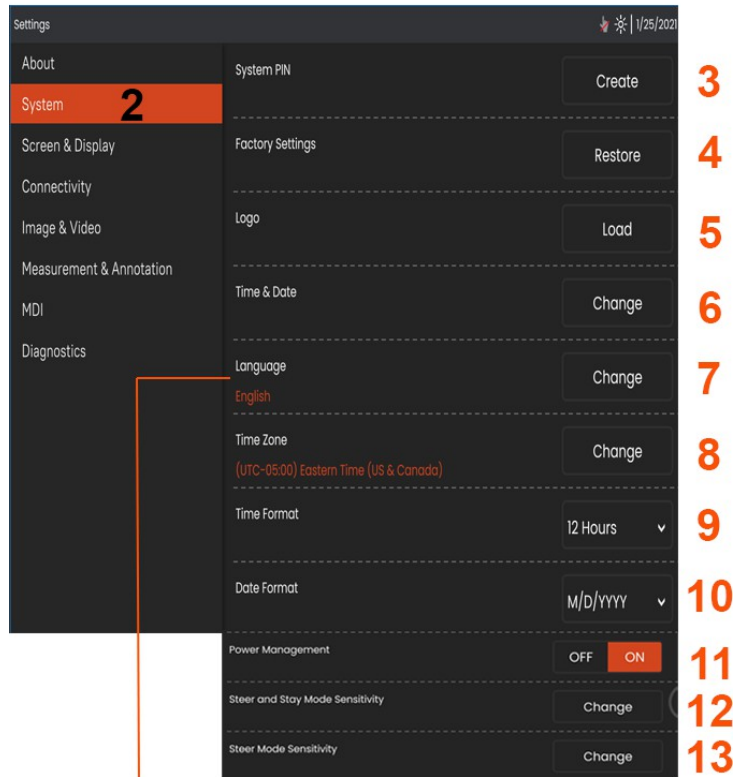 Settings
1/25/2021
About
System 2
Screen & Display
Connectivity
Image & Video
Measurement & Annotation
MDI
Diagnostics
System PIN
Create
3
Factory Settings
Restore
4
Logo
Load
5
Time & Date
Change
6
Language
English
Change
7
Time Zone
(UTC-05:00) Eastern Time (US & Canada)
Change
8
Time Format
12 Hours
9
Date Format
M/D/YYYY
10
Power Management
OFF ON
11
Steer and Stay Mode Sensitivity
Change
12
Steer Mode Sensitivity
Change
13